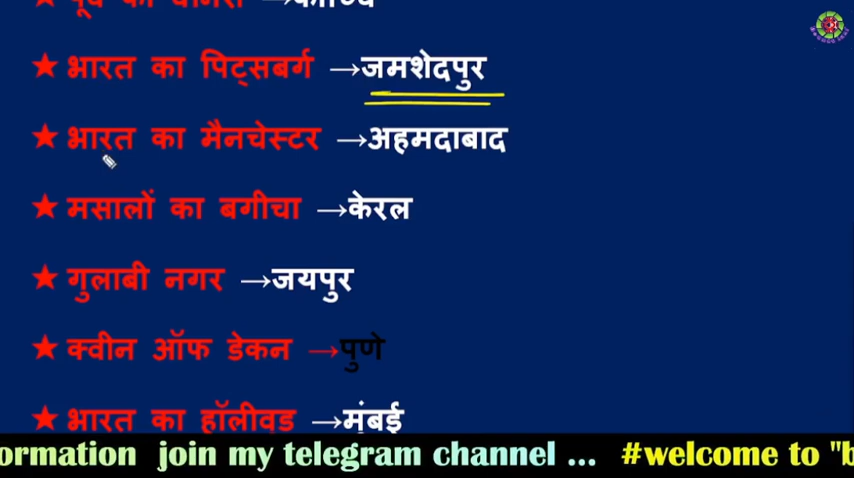 ★ पूर्व का वेनिस →कोच्चि
★ भारत का पिट्सबर्ग →जमशेदपुर
★ भारत का मैनचेस्टर →अहमदाबाद
★ मसालों का बगीचा →केरल
★ गुलाबी नगर →जयपुर
★ क्वीन ऑफ डेकन →पुणे
★ भारत का हॉलीवुड →मुंबई
ormation join my telegram channel ... #welcome to "b